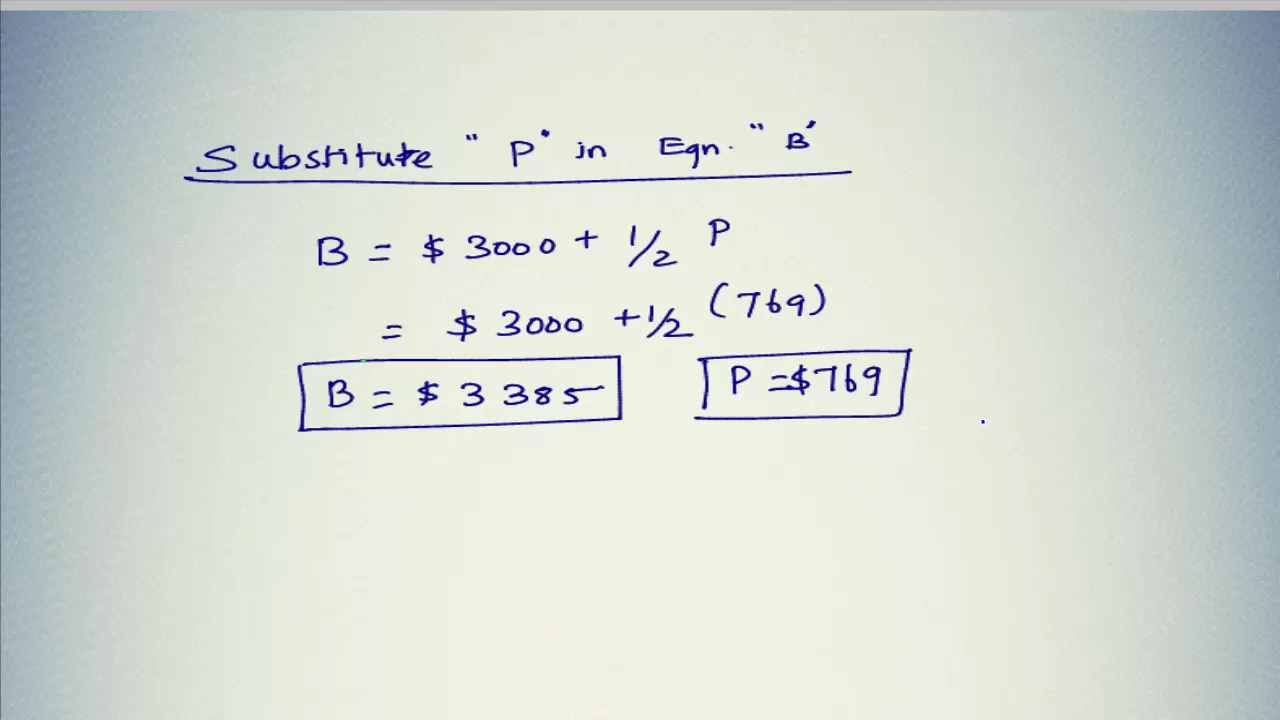 Substitute "P" in Eqn. "B"
B = $ 3000 + 1/2 P
= $ 3000 + 1/2 (769)
B = $ 3385 P = $769